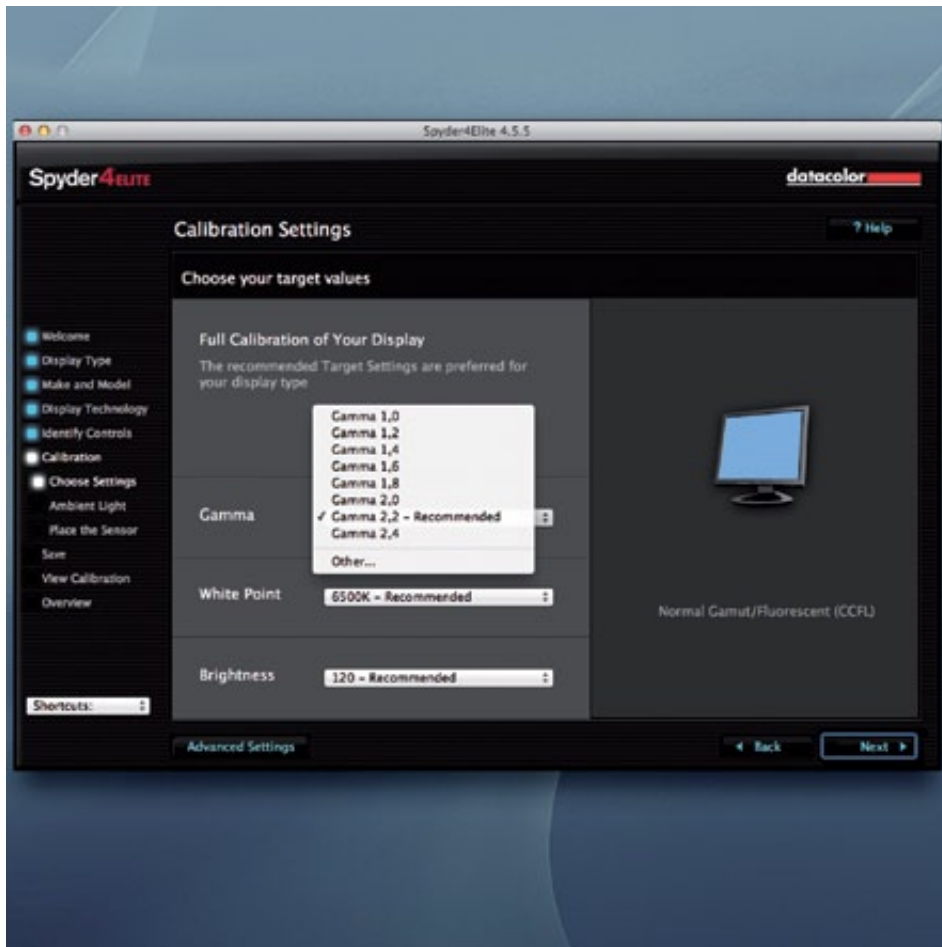 Spyder4Elite 4.5.5
Spyder4ELITE
datacolor
Calibration Settings
? Help
Choose your target values
Welcome
Display Type
Make and Model
Display Technology
Identify Controls
Calibration
Choose Settings
Ambient Light
Place the Sensor
Save
View Calibration
Overview
Shortcuts:
Full Calibration of Your Display
The recommended Target Settings are preferred for
your display type
Gamma
Gamma 1,0
Gamma 1,2
Gamma 1,4
Gamma 1,6
Gamma 1,8
Gamma 2,0
✓ Gamma 2,2 – Recommended
Gamma 2,4
Other...
White Point
6500K – Recommended
Brightness
120 – Recommended
Normal Gamut/Fluorescent (CCFL)
Advanced Settings
Back
Next